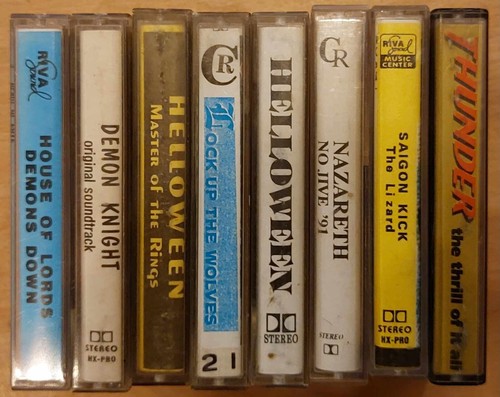 RIVA
Sound
HOUSE OF LORDS
DEMONS DOWN
DEMON KNIGHT
original soundtrack
STEREO
HX-PRO
HELLOWEEN
MASTER OF THE RINGS
CR
LOCK UP THE WOLVES
21
HELLOWEEN
STEREO
CR
NAZARETH
NO JIVE '91
STEREO
RIVA
Sound
MUSIC
CENTER
SAIGON KICK
The Lizard
STEREO
HX-PRO
THUNDER
the thrill of it all